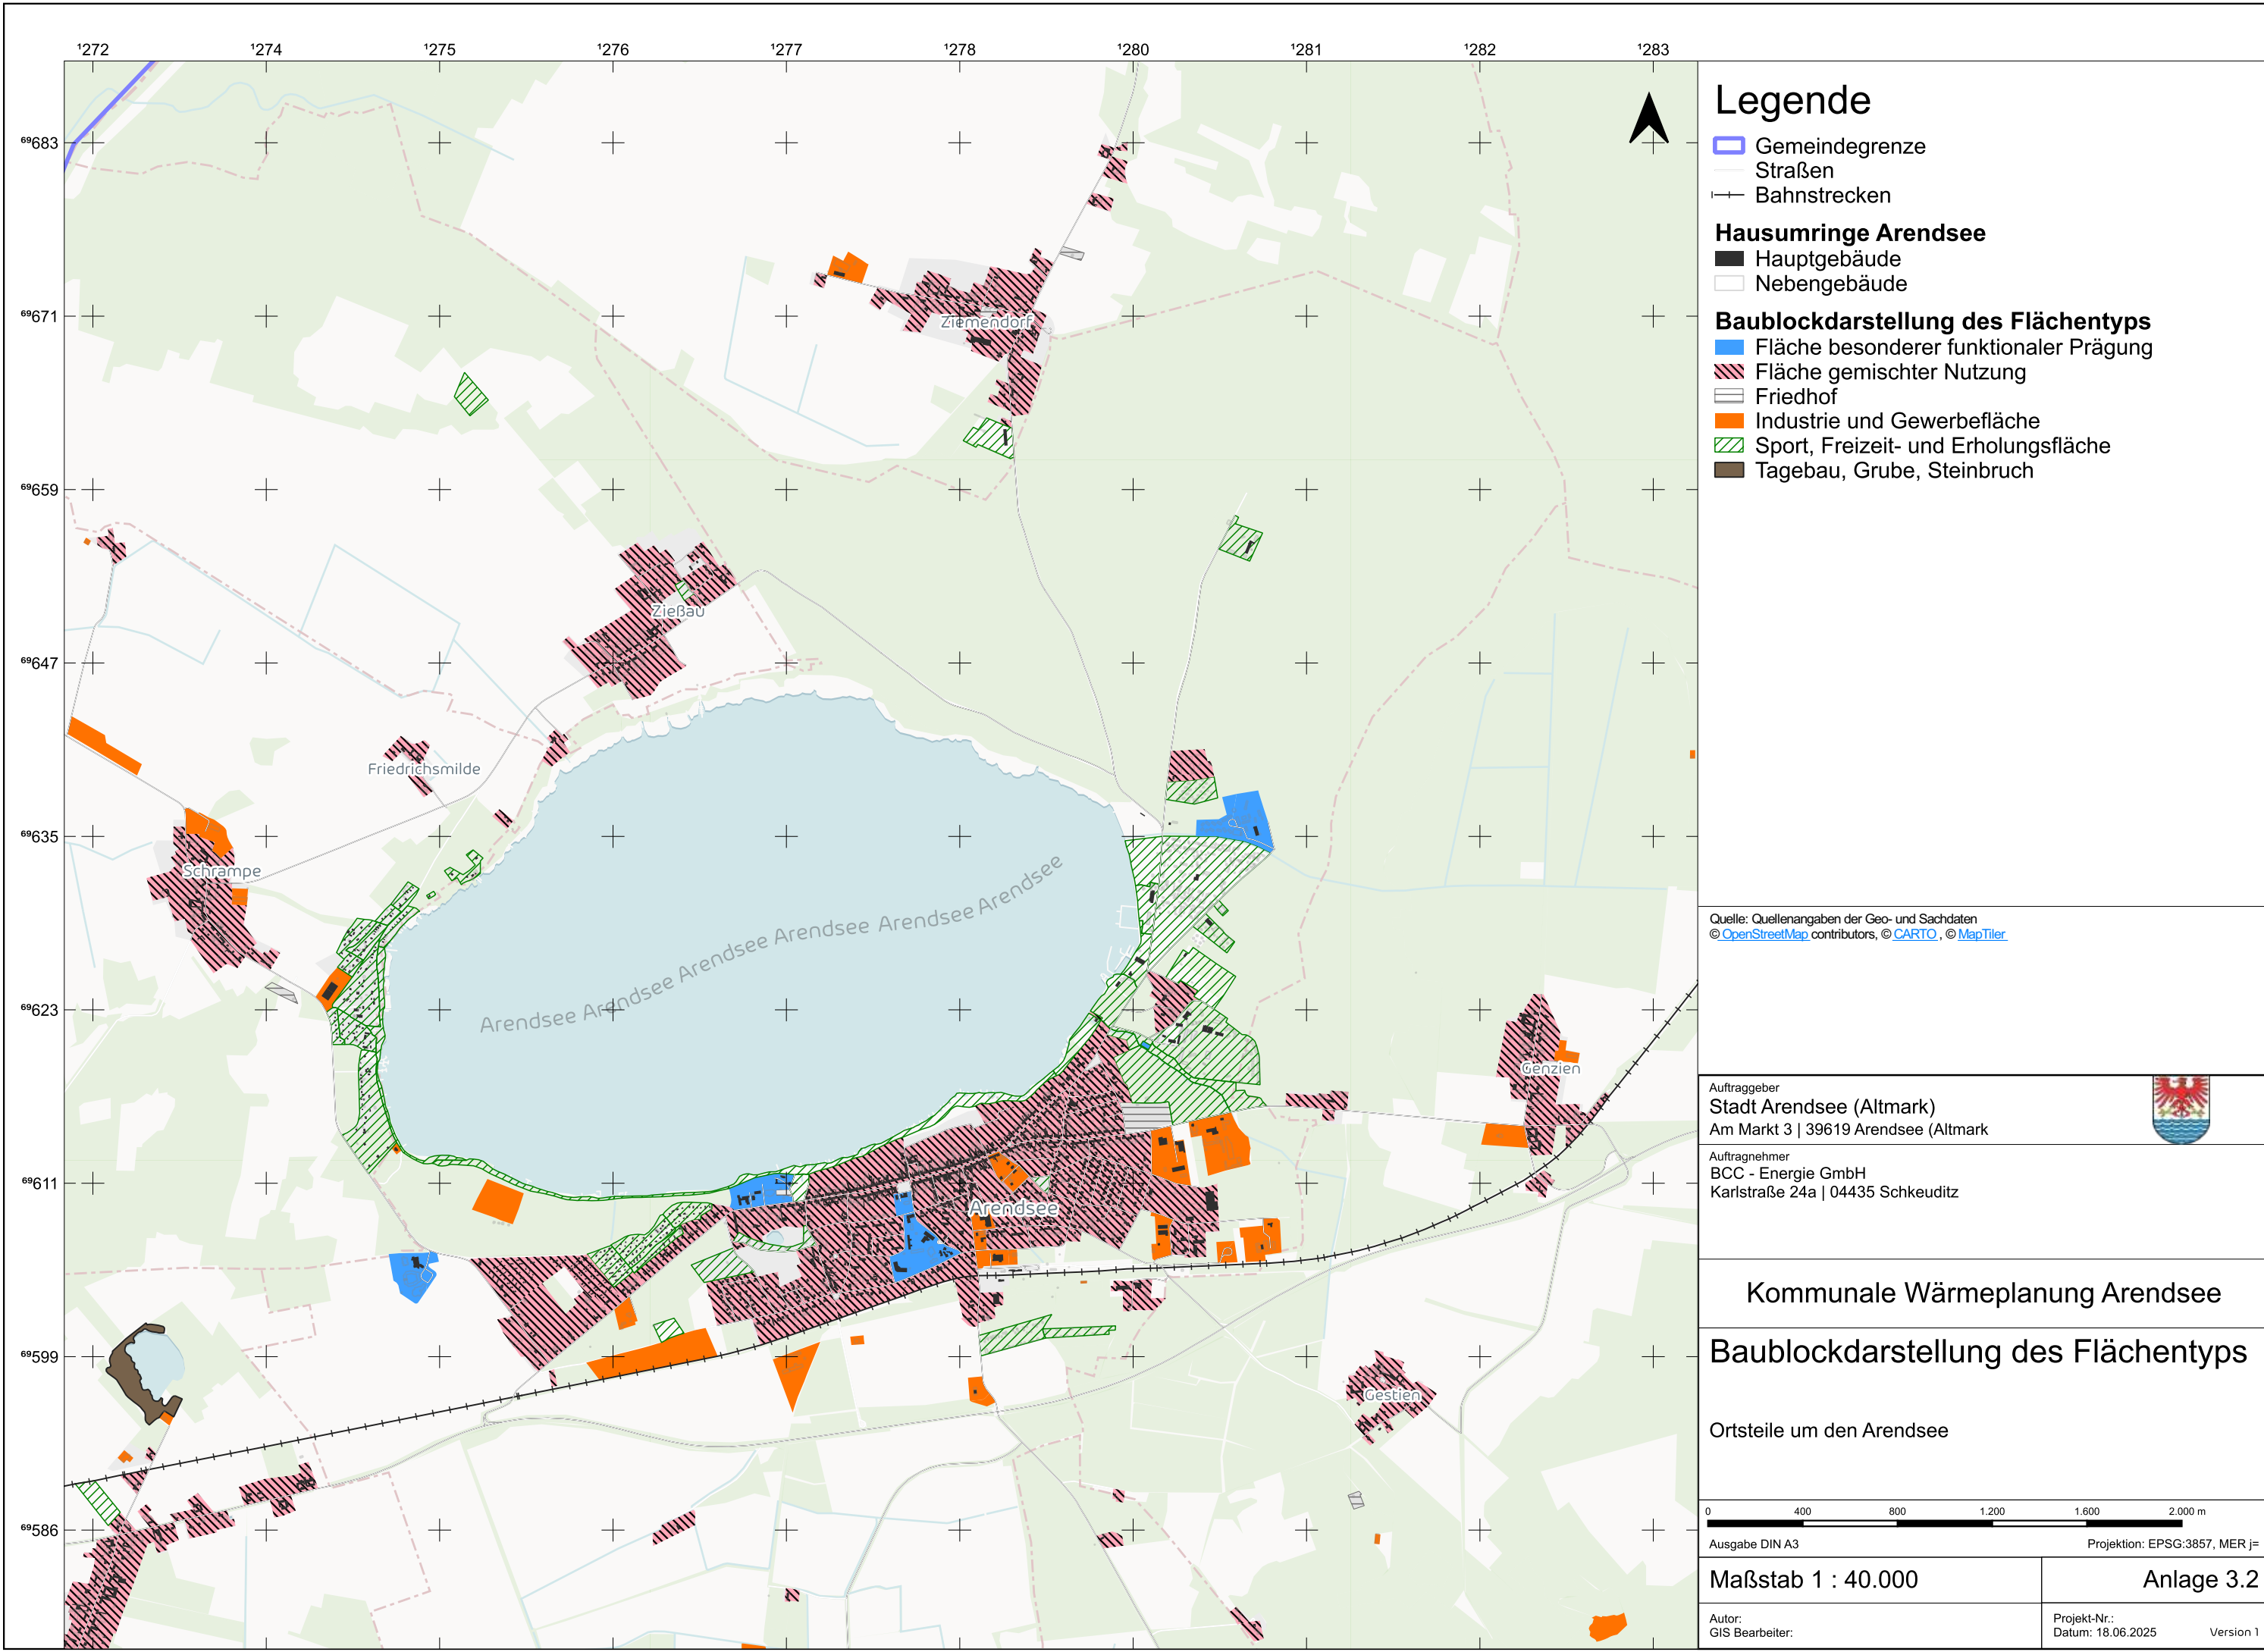 ¹272 ¹274 ¹275 ¹276 ¹277 ¹278 ¹280 ¹281 ¹282 ¹283
⁶⁹683
⁶⁹671
⁶⁹659
⁶⁹647
⁶⁹635
⁶⁹623
⁶⁹611
⁶⁹599
⁶⁹586
Ziemendorf
Zießau
Friedrichsmilde
Schrampe
Arendsee Arendsee Arendsee Arendsee Arendsee Arendsee
Genzien
Arendsee
Gestien
Legende
Gemeindegrenze
Straßen
Bahnstrecken
Hausumringe Arendsee
Hauptgebäude
Nebengebäude
Baublockdarstellung des Flächentyps
Fläche besonderer funktionaler Prägung
Fläche gemischter Nutzung
Friedhof
Industrie und Gewerbefläche
Sport, Freizeit- und Erholungsfläche
Tagebau, Grube, Steinbruch
Quelle: Quellenangaben der Geo- und Sachdaten
© OpenStreetMap contributors, © CARTO , © MapTiler
Auftraggeber
Stadt Arendsee (Altmark)
Am Markt 3 | 39619 Arendsee (Altmark
Auftragnehmer
BCC - Energie GmbH
Karlstraße 24a | 04435 Schkeuditz
Kommunale Wärmeplanung Arendsee
Baublockdarstellung des Flächentyps
Ortsteile um den Arendsee
0 400 800 1.200 1.600 2.000 m
Ausgabe DIN A3 Projektion: EPSG:3857, MER j=
Maßstab 1 : 40.000 Anlage 3.2
Autor: Projekt-Nr.:
GIS Bearbeiter: Datum: 18.06.2025 Version 1